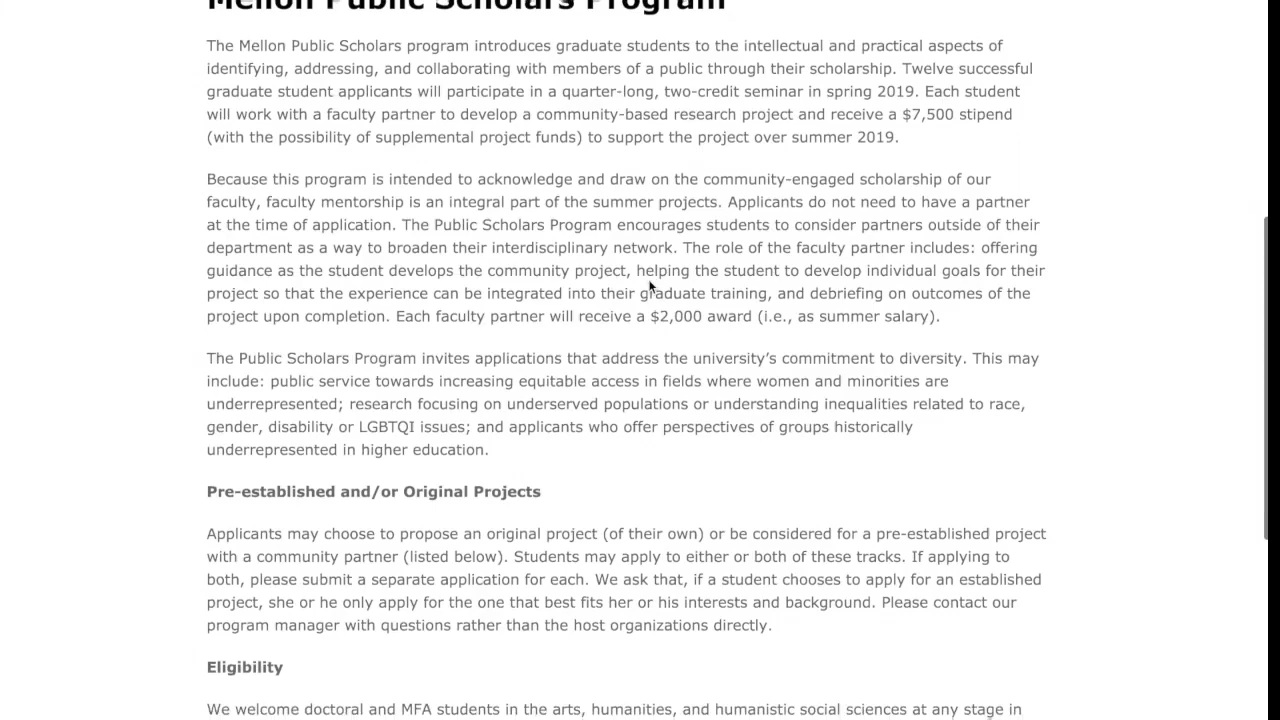 Mellon Public Scholars Program
The Mellon Public Scholars program introduces graduate students to the intellectual and practical aspects of
identifying, addressing, and collaborating with members of a public through their scholarship. Twelve successful
graduate student applicants will participate in a quarter-long, two-credit seminar in spring 2019. Each student
will work with a faculty partner to develop a community-based research project and receive a $7,500 stipend
(with the possibility of supplemental project funds) to support the project over summer 2019.
Because this program is intended to acknowledge and draw on the community-engaged scholarship of our
faculty, faculty mentorship is an integral part of the summer projects. Applicants do not need to have a partner
at the time of application. The Public Scholars Program encourages students to consider partners outside of their
department as a way to broaden their interdisciplinary network. The role of the faculty partner includes: offering
guidance as the student develops the community project, helping the student to develop individual goals for their
project so that the experience can be integrated into their graduate training, and debriefing on outcomes of the
project upon completion. Each faculty partner will receive a $2,000 award (i.e., as summer salary).
The Public Scholars Program invites applications that address the university's commitment to diversity. This may
include: public service towards increasing equitable access in fields where women and minorities are
underrepresented; research focusing on underserved populations or understanding inequalities related to race,
gender, disability or LGBTQI issues; and applicants who offer perspectives of groups historically
underrepresented in higher education.
Pre-established and/or Original Projects
Applicants may choose to propose an original project (of their own) or be considered for a pre-established project
with a community partner (listed below). Students may apply to either or both of these tracks. If applying to
both, please submit a separate application for each. We ask that, if a student chooses to apply for an established
project, she or he only apply for the one that best fits her or his interests and background. Please contact our
program manager with questions rather than the host organizations directly.
Eligibility
We welcome doctoral and MFA students in the arts, humanities, and humanistic social sciences at any stage in